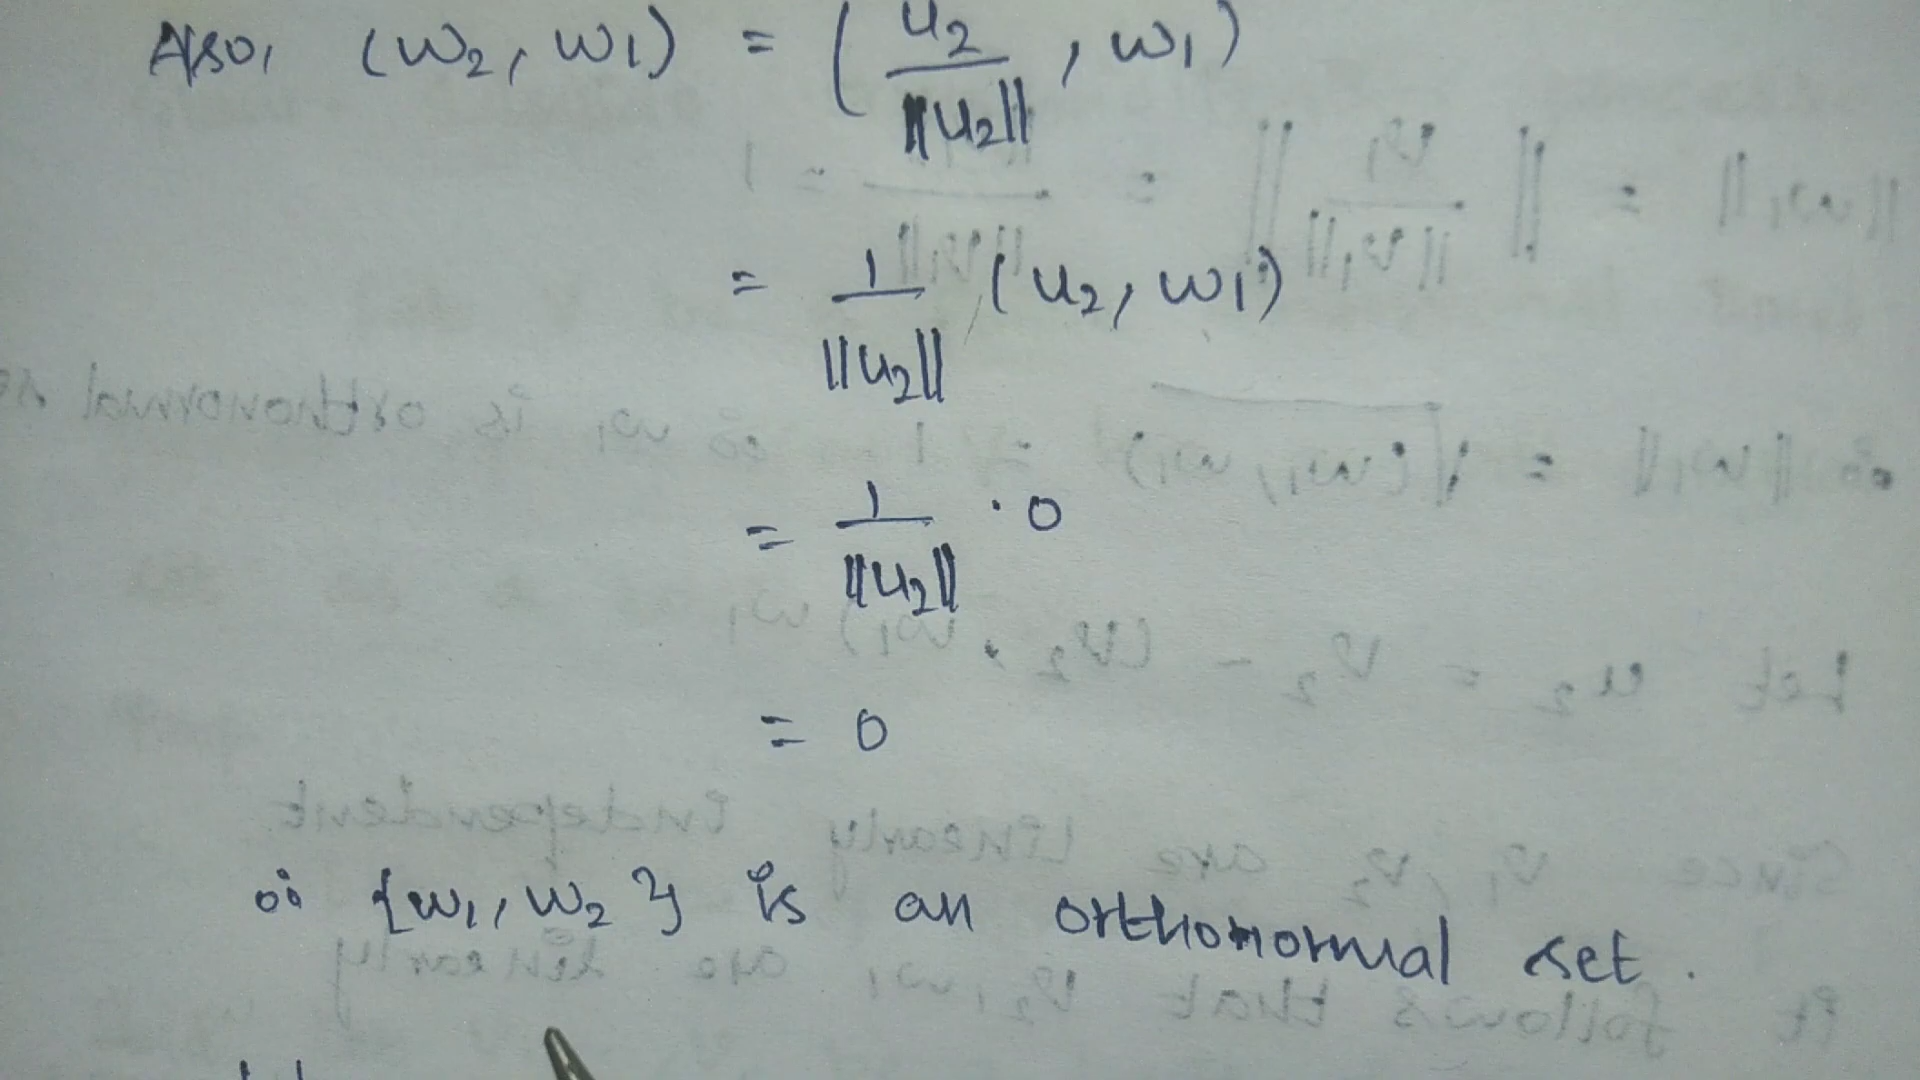 Also, (w₂, w₁) = (u₂/||u₂||, w₁)
= 1/||u₂|| (u₂, w₁)
= 1/||u₂|| · 0
= 0
∴ {w₁, w₂} is an orthonormal set.